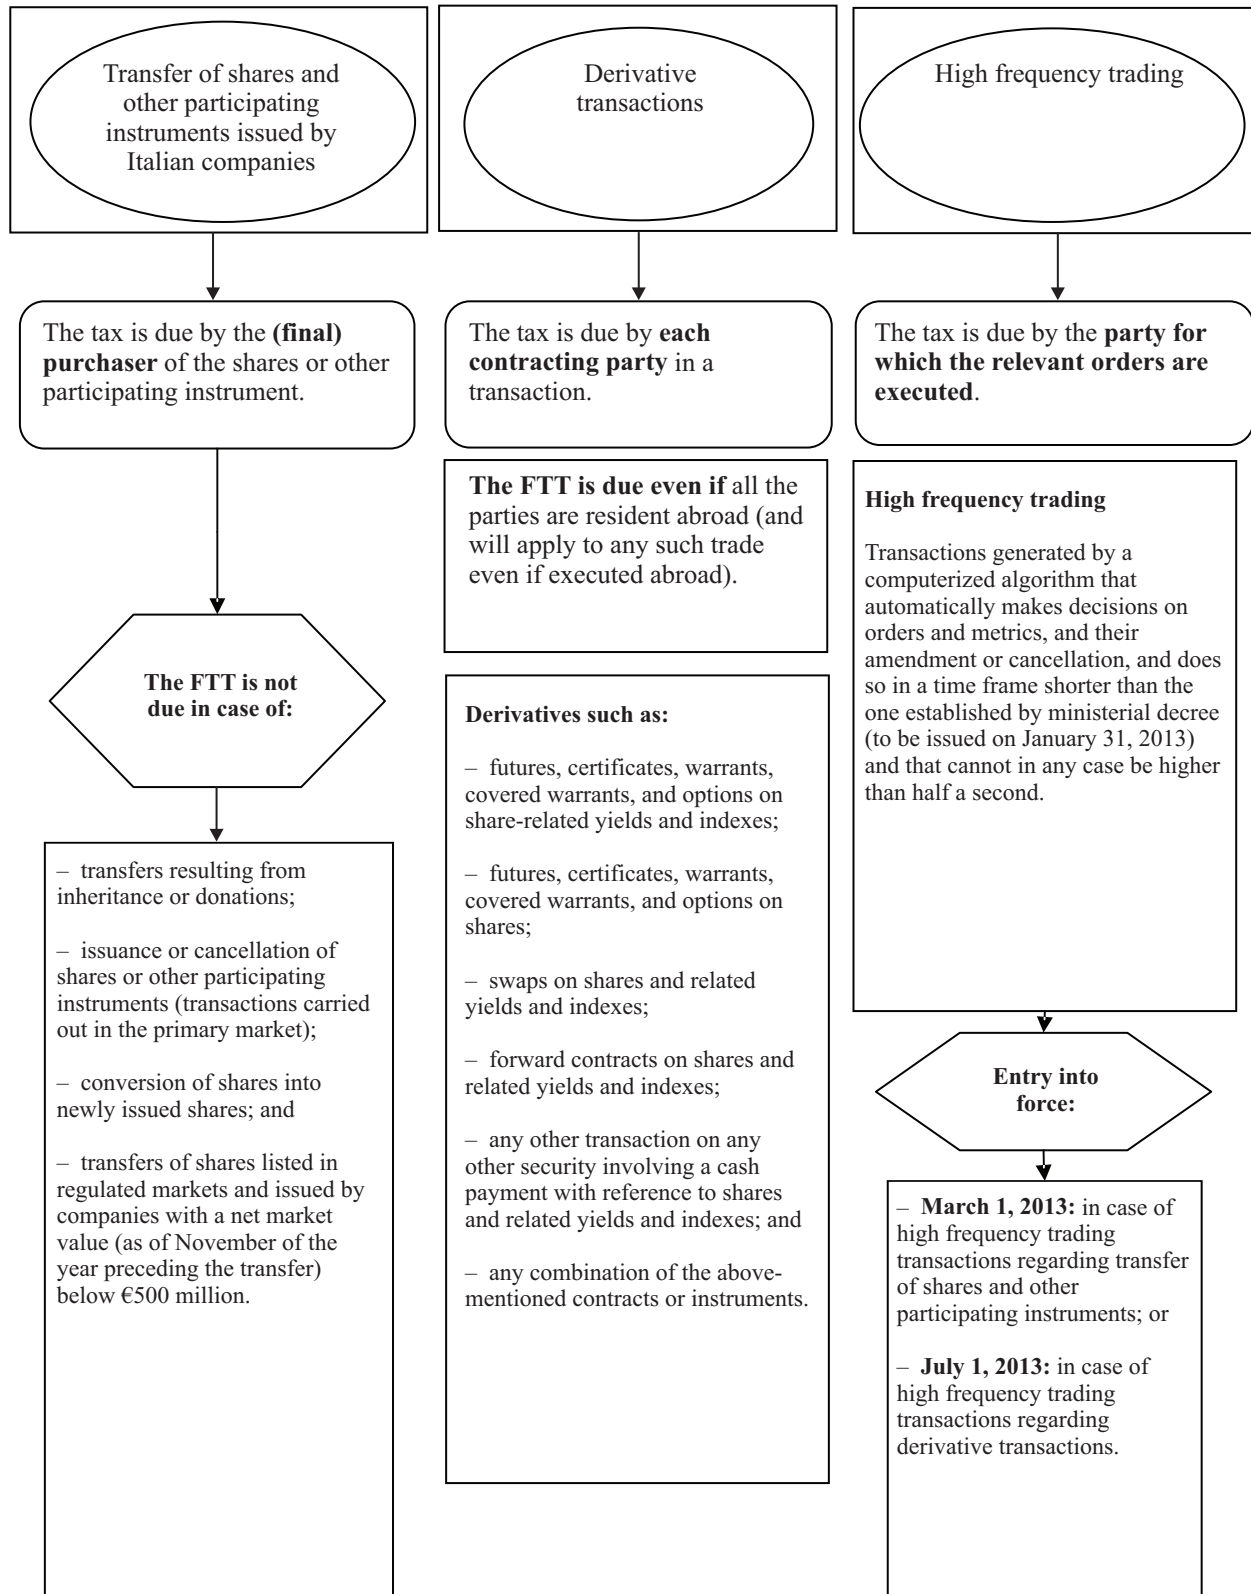 Transfer of shares and
other participating
instruments issued by
Italian companies
The tax is due by the (final)
purchaser of the shares or other
participating instrument.
The FTT is not
due in case of:
– transfers resulting from
inheritance or donations;
– issuance or cancellation of
shares or other participating
instruments (transactions carried
out in the primary market);
– conversion of shares into
newly issued shares; and
– transfers of shares listed in
regulated markets and issued by
companies with a net market
value (as of November of the
year preceding the transfer)
below €500 million.
Derivative
transactions
The tax is due by each
contracting party in a
transaction.
The FTT is due even if all the
parties are resident abroad (and
will apply to any such trade
even if executed abroad).
Derivatives such as:
– futures, certificates, warrants,
covered warrants, and options on
share-related yields and indexes;
– futures, certificates, warrants,
covered warrants, and options on
shares;
– swaps on shares and related
yields and indexes;
– forward contracts on shares and
related yields and indexes;
– any other transaction on any
other security involving a cash
payment with reference to shares
and related yields and indexes; and
– any combination of the above-
mentioned contracts or instruments.
High frequency trading
The tax is due by the party for
which the relevant orders are
executed.
High frequency trading
Transactions generated by a
computerized algorithm that
automatically makes decisions on
orders and metrics, and their
amendment or cancellation, and does
so in a time frame shorter than the
one established by ministerial decree
(to be issued on January 31, 2013)
and that cannot in any case be higher
than half a second.
Entry into
force:
– March 1, 2013: in case of
high frequency trading
transactions regarding transfer
of shares and other
participating instruments; or
– July 1, 2013: in case of
high frequency trading
transactions regarding
derivative transactions.